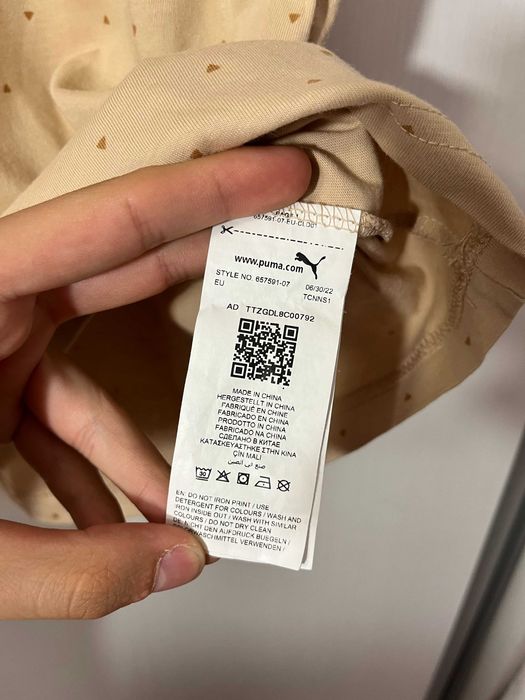 657591-07-EU-CL001
www.puma.com
STYLE NO. 657591-07 06/30/22
EU TCNNS1
AD TTZGDL8C00792
MADE IN CHINA
HERGESTELLT IN CHINA
FABRIQUÉ EN CHINE
FABRICADO EN CHINA
PRODOTTO IN CHINA
FABRICADO NA CHINA
СДЕЛАНО В КИТАЕ
ΚΑΤΑΣΚΕΥΑΣΤΗΚΕ ΣΤΗΝ ΚΙΝΑ
ÇİN MALI
صنع في الصين
30
EN: DO NOT IRON PRINT / USE
DETERGENT FOR COLOURS / WASH AND
IRON INSIDE OUT / WASH WITH SIMILAR
COLOURS / DO NOT DRY CLEAN
DE: NICHT DEN AUFDRUCK BUEGELN /
WASCHMITTEL VERWENDEN /